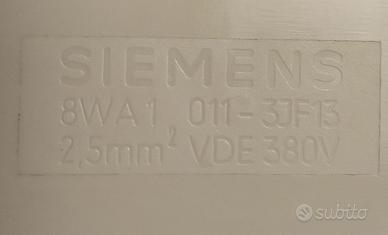 SIEMENS
8WA1 011-3JF13
2,5mm² VDE 380V
subito